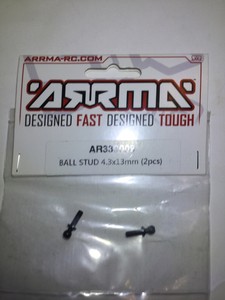 ARRMA-RC.COM
ARRMA
DESIGNED FAST DESIGNED TOUGH
BALL STUD 4.3x13mm (2pcs)